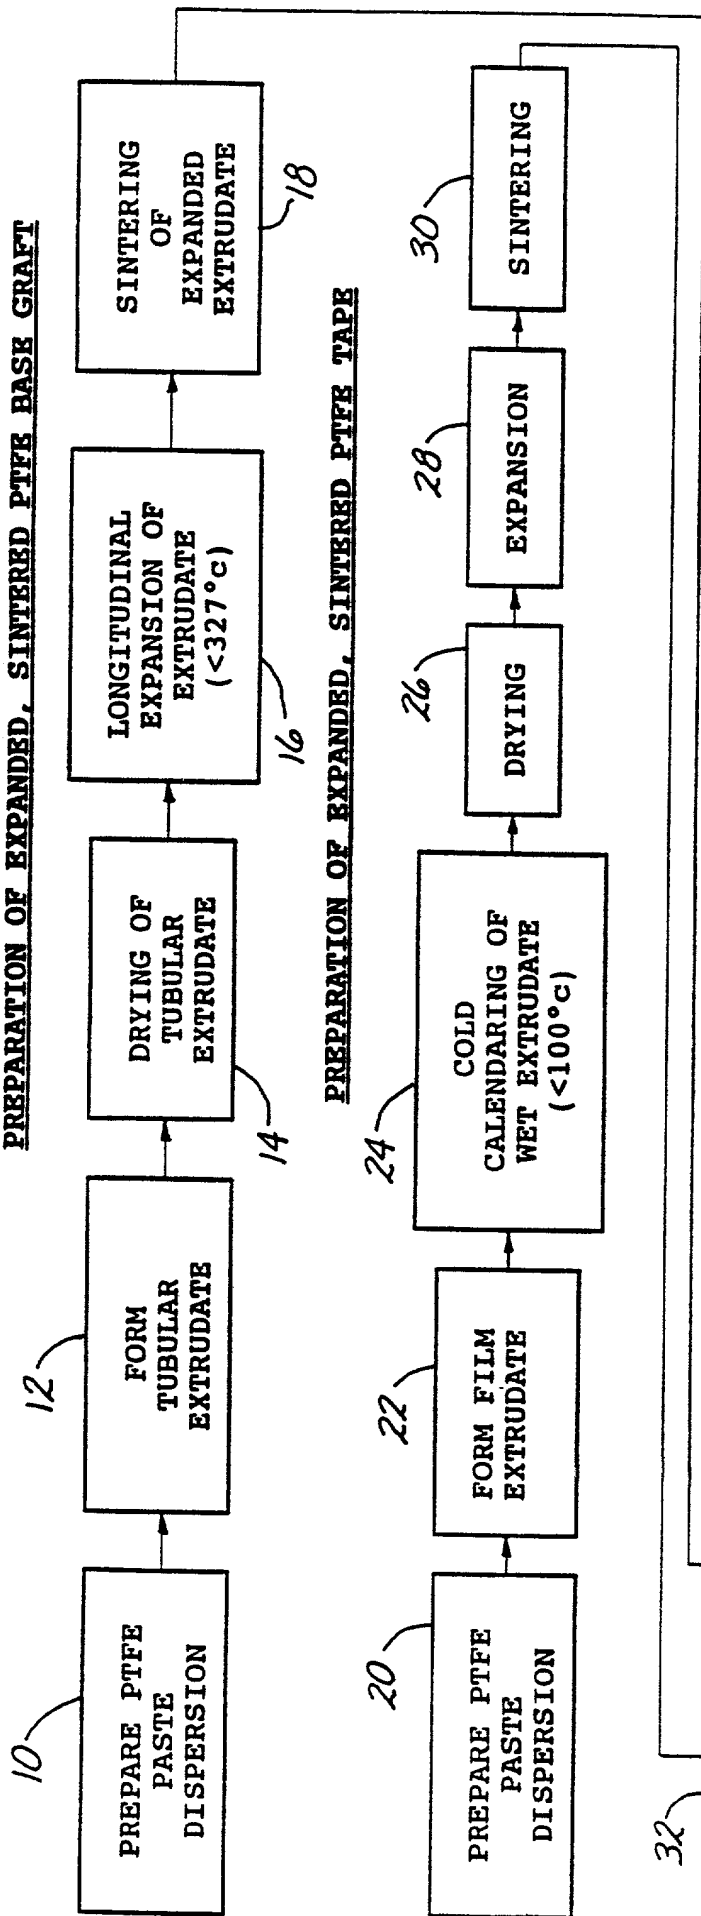 PREPARATION OF EXPANDED, SINTERED PTFE BASE GRAFT
10
PREPARE PTFE
PASTE
DISPERSION
12
FORM
TUBULAR
EXTRUDATE
DRYING OF
TUBULAR
EXTRUDATE
14
LONGITUDINAL
EXPANSION OF
EXTRUDATE
(<327°c)
16
SINTERING
OF
EXPANDED
EXTRUDATE
18
PREPARATION OF EXPANDED, SINTERED PTFE TAPE
20
PREPARE PTFE
PASTE
DISPERSION
22
FORM FILM
EXTRUDATE
24
COLD
CALENDARING OF
WET EXTRUDATE
(<100°c)
26
DRYING
28
EXPANSION
30
SINTERING
32